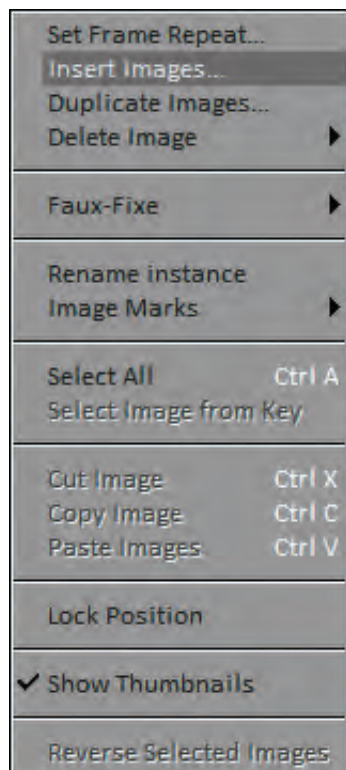 Set Frame Repeat...
Insert Images...
Duplicate Images...
Delete Image
Faux-Fixe
Rename instance
Image Marks
Select All Ctrl A
Select Image from Key
Cut Image Ctrl X
Copy Image Ctrl C
Paste Images Ctrl V
Lock Position
Show Thumbnails
Reverse Selected Images